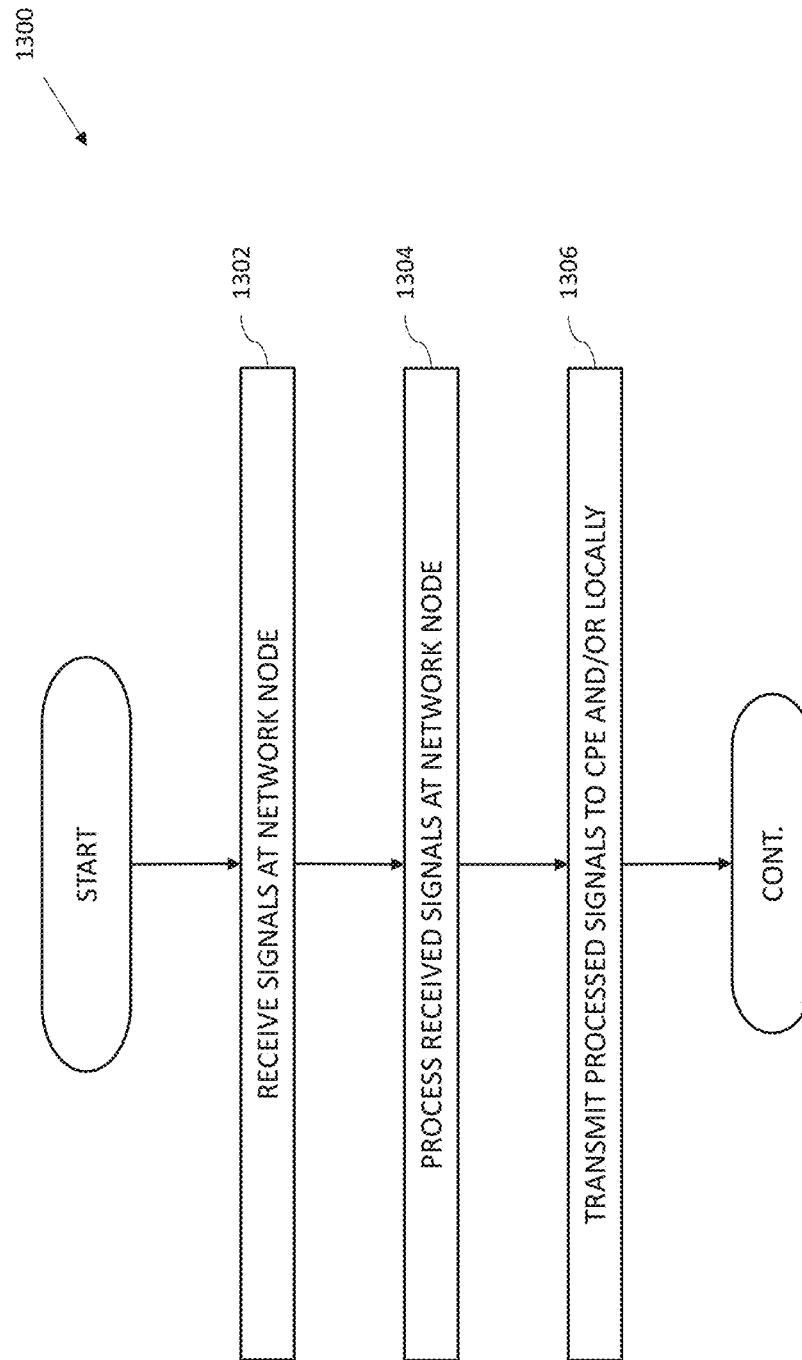 1300
START
RECEIVE SIGNALS AT NETWORK NODE
1302
PROCESS RECEIVED SIGNALS AT NETWORK NODE
1304
TRANSMIT PROCESSED SIGNALS TO CPE AND/OR LOCALLY
1306
CONT.